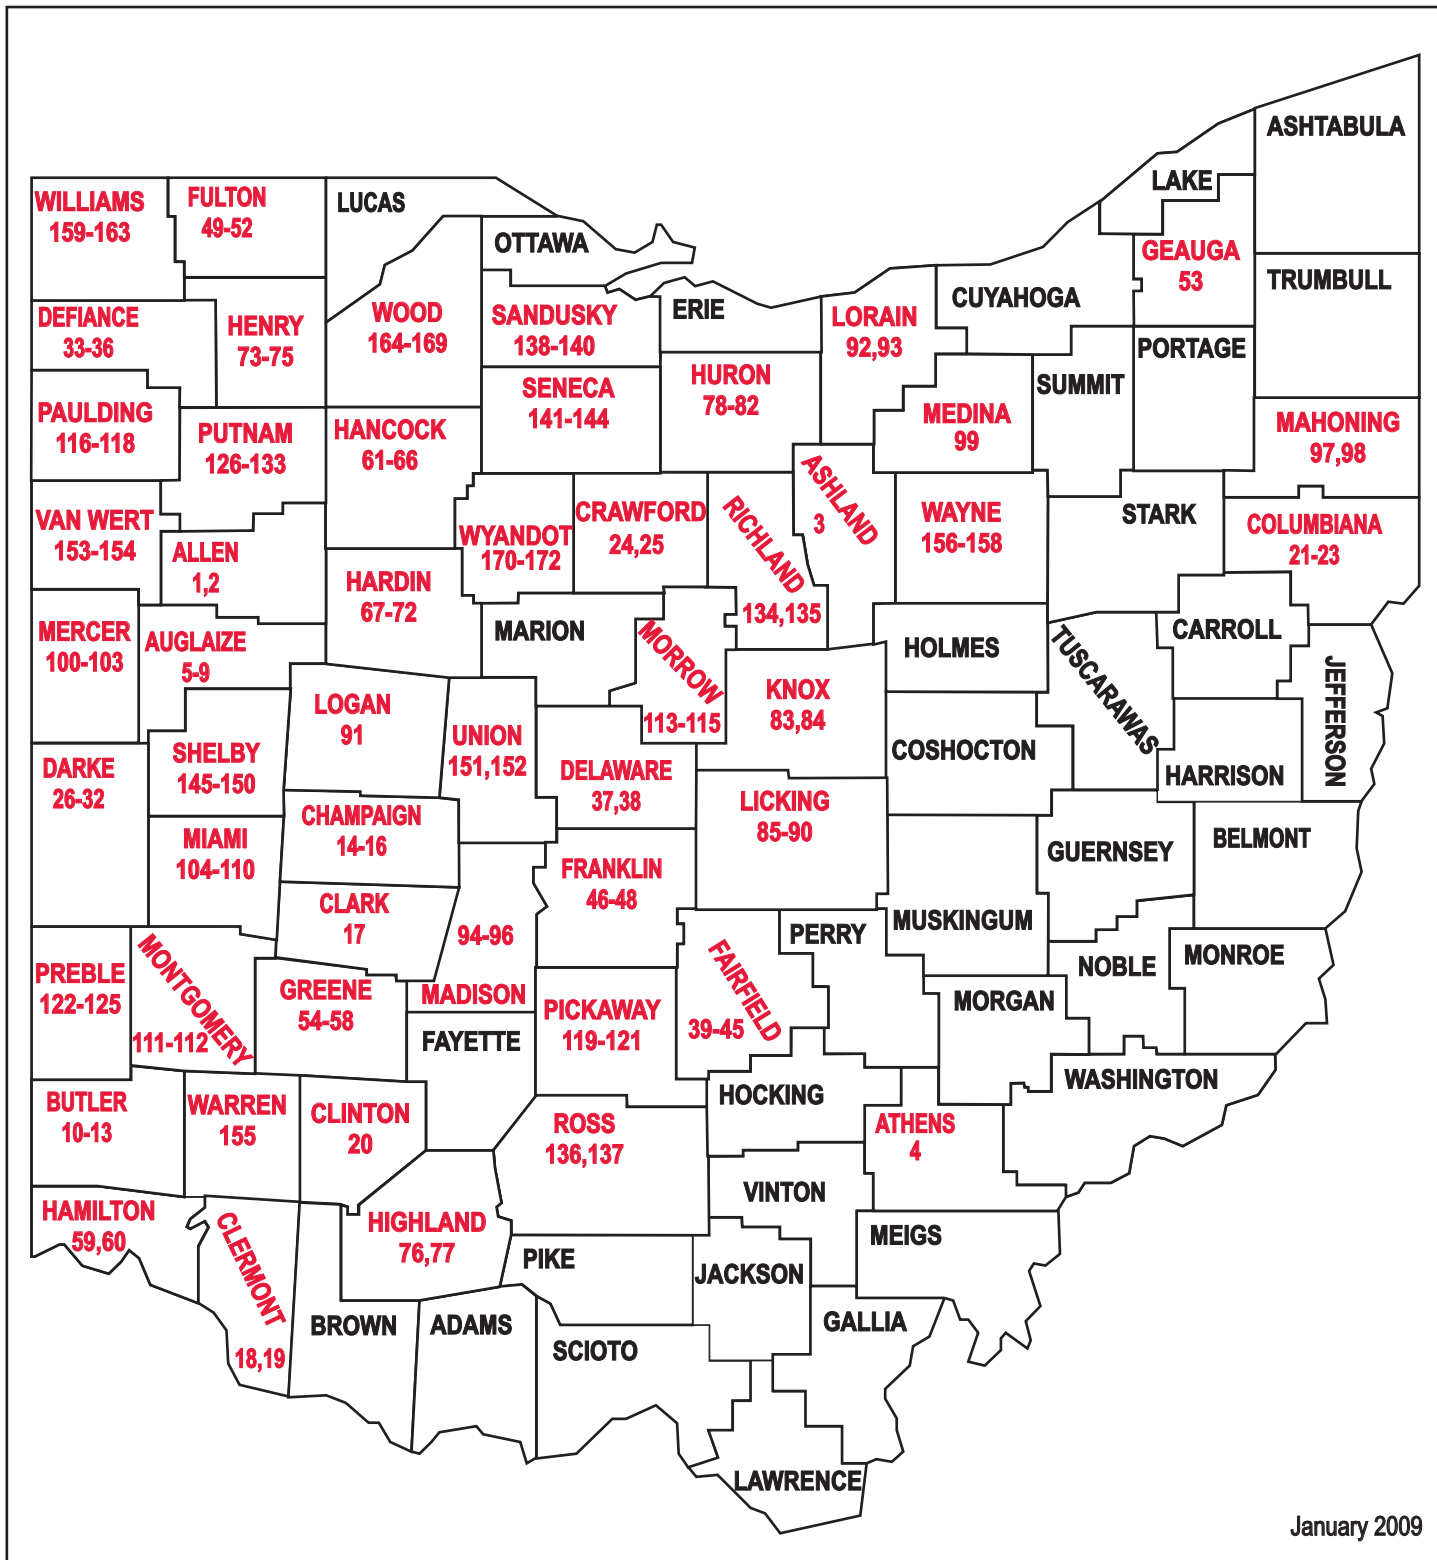 ASHTABULA
LAKE
WILLIAMS
159-163
FULTON
49-52
LUCAS
OTTAWA
GEAUGA
53
TRUMBULL
CUYAHOGA
DEFIANCE
33-36
HENRY
73-75
WOOD
164-169
SANDUSKY
138-140
ERIE
LORAIN
92,93
PORTAGE
SUMMIT
SENECA
141-144
HURON
78-82
MEDINA
99
PAULDING
116-118
PUTNAM
126-133
HANCOCK
61-66
MAHONING
97,98
ASHLAND
3
VAN WERT
153-154
ALLEN
1,2
WYANDOT
170-172
CRAWFORD
24,25
RICHLAND
134,135
WAYNE
156-158
STARK
COLUMBIANA
21-23
HARDIN
67-72
MERCER
100-103
AUGLAIZE
5-9
MARION
MORROW
113-115
HOLMES
TUSCARAWAS
CARROLL
JEFFERSON
LOGAN
91
UNION
151,152
KNOX
83,84
COSHOCTON
HARRISON
DARKE
26-32
SHELBY
145-150
DELAWARE
37,38
LICKING
85-90
CHAMPAIGN
14-16
MIAMI
104-110
GUERNSEY
BELMONT
FRANKLIN
46-48
CLARK
17
94-96
MADISON
PERRY
MUSKINGUM
NOBLE
MONROE
PREBLE
122-125
MONTGOMERY
111-112
GREENE
54-58
FAYETTE
PICKAWAY
119-121
FAIRFIELD
39-45
MORGAN
HOCKING
WASHINGTON
BUTLER
10-13
WARREN
155
CLINTON
20
ROSS
136,137
ATHENS
4
VINTON
HAMILTON
59,60
CLERMONT
18,19
HIGHLAND
76,77
PIKE
JACKSON
MEIGS
BROWN
ADAMS
SCIOTO
GALLIA
LAWRENCE
January 2009